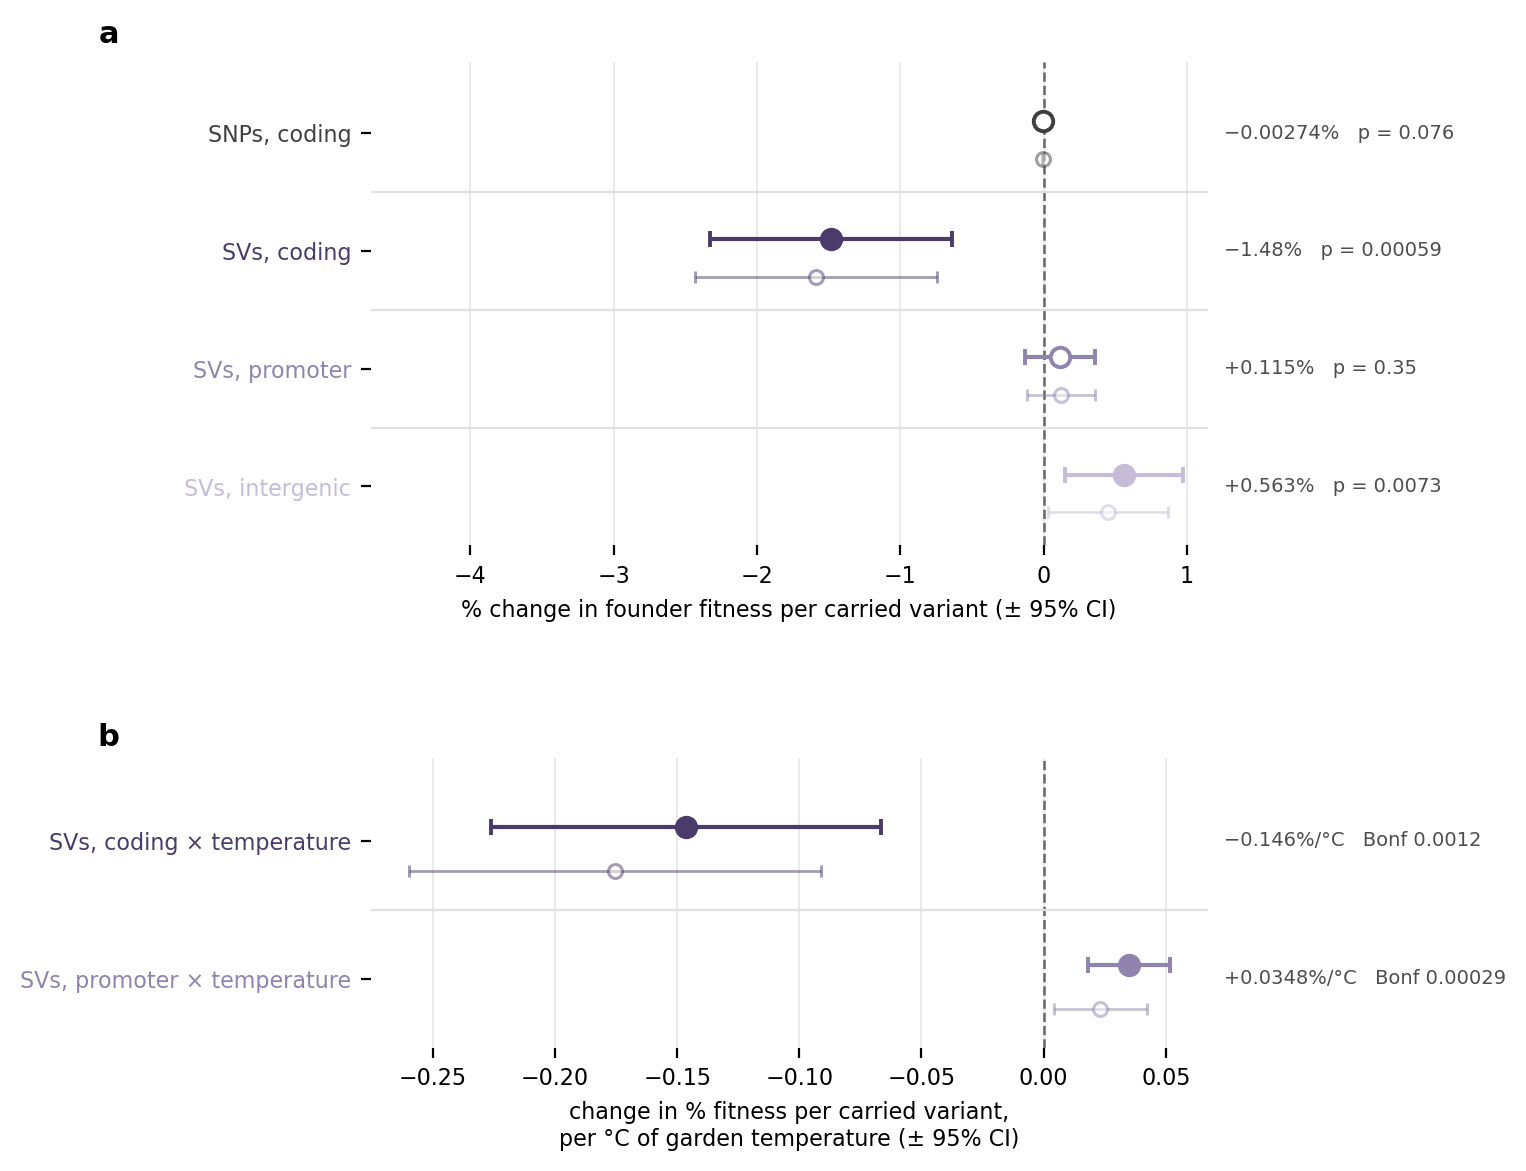 a
SNPs, coding
−0.00274%   p = 0.076
SVs, coding
−1.48%   p = 0.00059
SVs, promoter
+0.115%   p = 0.35
SVs, intergenic
+0.563%   p = 0.0073
−4 −3 −2 −1 0 1
% change in founder fitness per carried variant (± 95% CI)
b
SVs, coding × temperature
−0.146%/°C   Bonf 0.0012
SVs, promoter × temperature
+0.0348%/°C   Bonf 0.00029
−0.25 −0.20 −0.15 −0.10 −0.05 0.00 0.05
change in % fitness per carried variant,
per °C of garden temperature (± 95% CI)